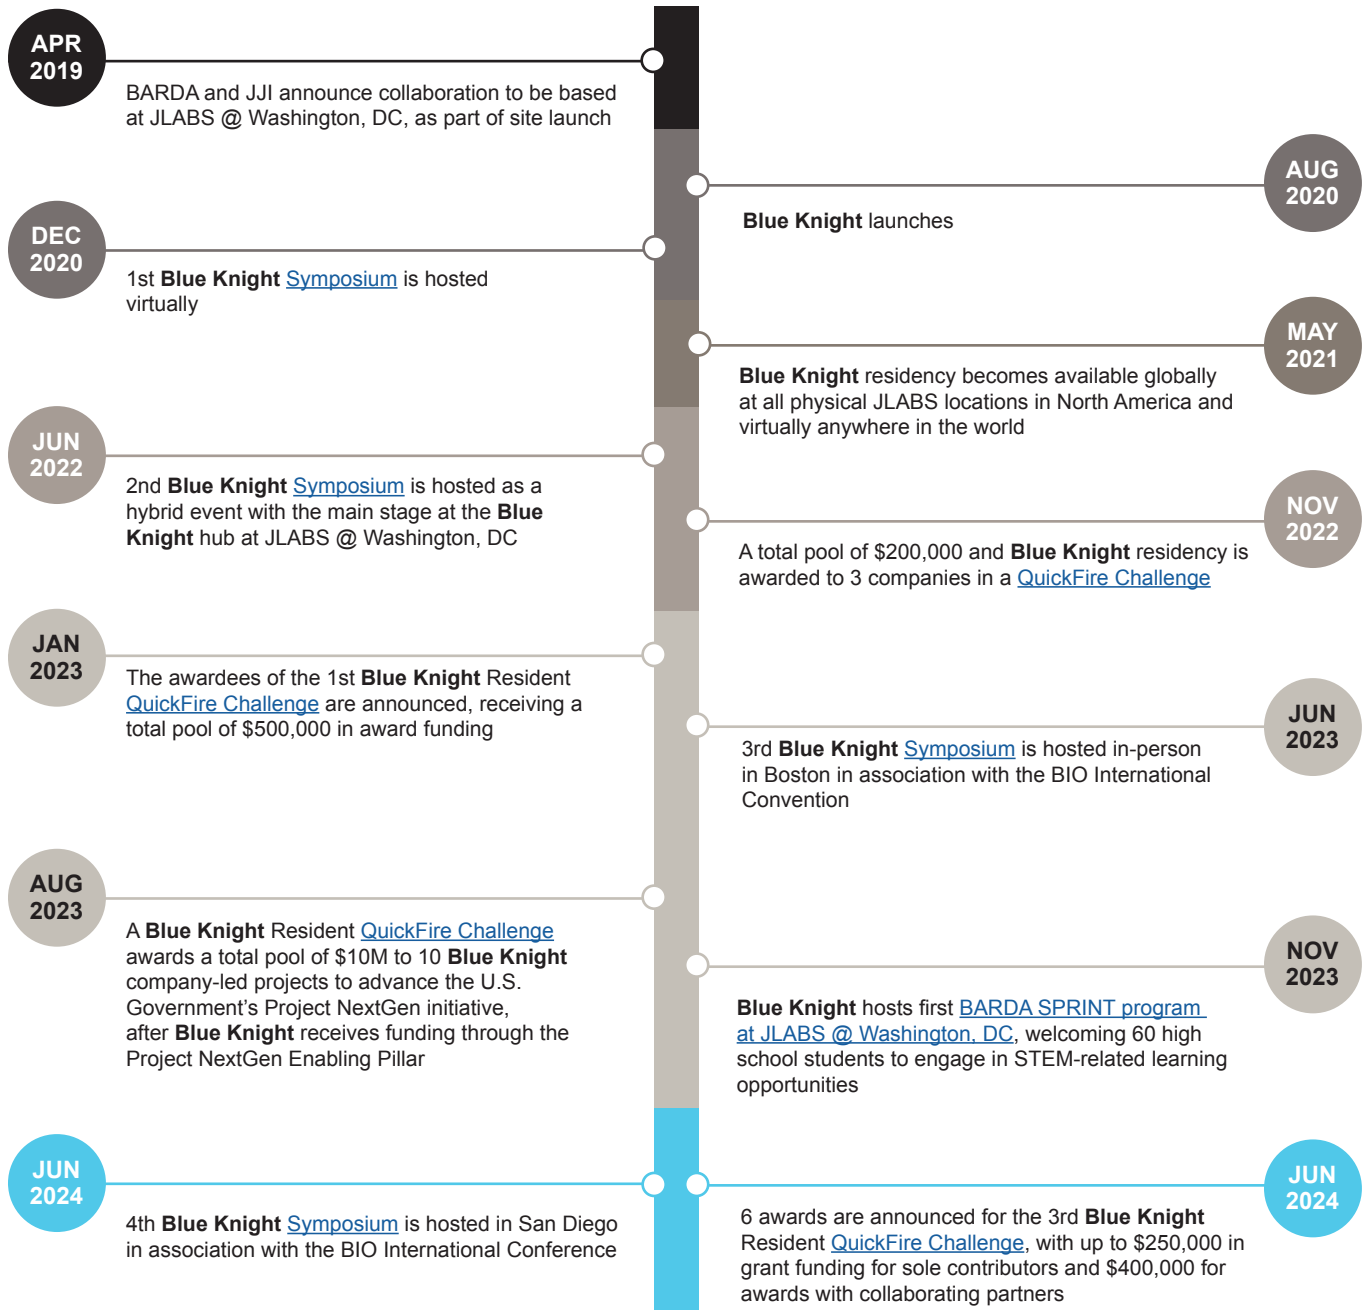 APR
2019
BARDA and JJI announce collaboration to be based
at JLABS @ Washington, DC, as part of site launch
AUG
2020
Blue Knight launches
DEC
2020
1st Blue Knight Symposium is hosted
virtually
MAY
2021
Blue Knight residency becomes available globally
at all physical JLABS locations in North America and
virtually anywhere in the world
JUN
2022
2nd Blue Knight Symposium is hosted as a
hybrid event with the main stage at the Blue
Knight hub at JLABS @ Washington, DC
NOV
2022
A total pool of $200,000 and Blue Knight residency is
awarded to 3 companies in a QuickFire Challenge
JAN
2023
The awardees of the 1st Blue Knight Resident
QuickFire Challenge are announced, receiving a
total pool of $500,000 in award funding
JUN
2023
3rd Blue Knight Symposium is hosted in-person
in Boston in association with the BIO International
Convention
AUG
2023
A Blue Knight Resident QuickFire Challenge
awards a total pool of $10M to 10 Blue Knight
company-led projects to advance the U.S.
Government’s Project NextGen initiative,
after Blue Knight receives funding through the
Project NextGen Enabling Pillar
NOV
2023
Blue Knight hosts first BARDA SPRINT program
at JLABS @ Washington, DC, welcoming 60 high
school students to engage in STEM-related learning
opportunities
JUN
2024
4th Blue Knight Symposium is hosted in San Diego
in association with the BIO International Conference
JUN
2024
6 awards are announced for the 3rd Blue Knight
Resident QuickFire Challenge, with up to $250,000 in
grant funding for sole contributors and $400,000 for
awards with collaborating partners